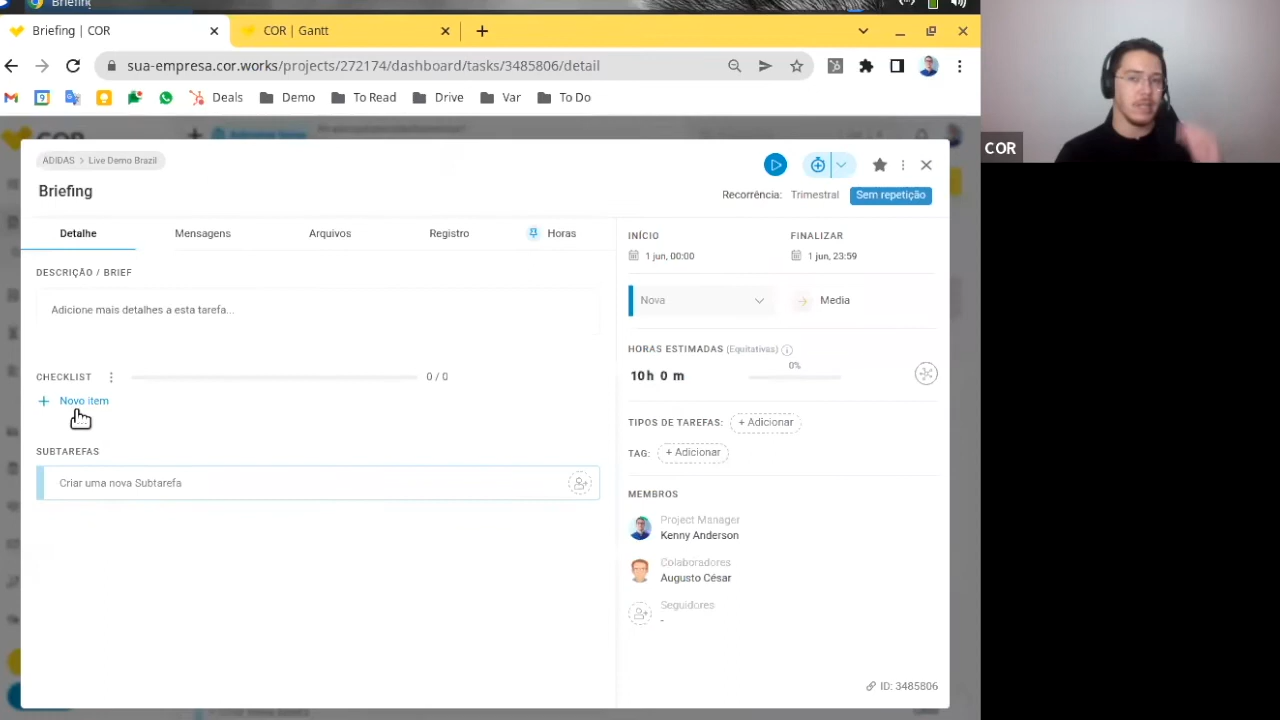 Briefing
Briefing | COR
COR | Gantt
sua-empresa.cor.works/projects/272174/dashboard/tasks/3485806/detail
Deals
Demo
To Read
Drive
Var
To Do
COR
ADIDAS > Live Demo Brazil
Briefing
Recorrência: Trimestral Sem repetição
Detalhe
Mensagens
Arquivos
Registro
Horas
DESCRIÇÃO / BRIEF
Adicione mais detalhes a esta tarefa...
CHECKLIST
0 / 0
+ Novo item
SUBTAREFAS
Criar uma nova Subtarefa
INÍCIO
1 jun, 00:00
FINALIZAR
1 jun, 23:59
Nova
Media
HORAS ESTIMADAS (Equitativas)
10h 0 m
0%
TIPOS DE TAREFAS: + Adicionar
TAG: + Adicionar
MEMBROS
Project Manager
Kenny Anderson
Colaboradores
Augusto César
Seguidores
-
ID: 3485806
COR